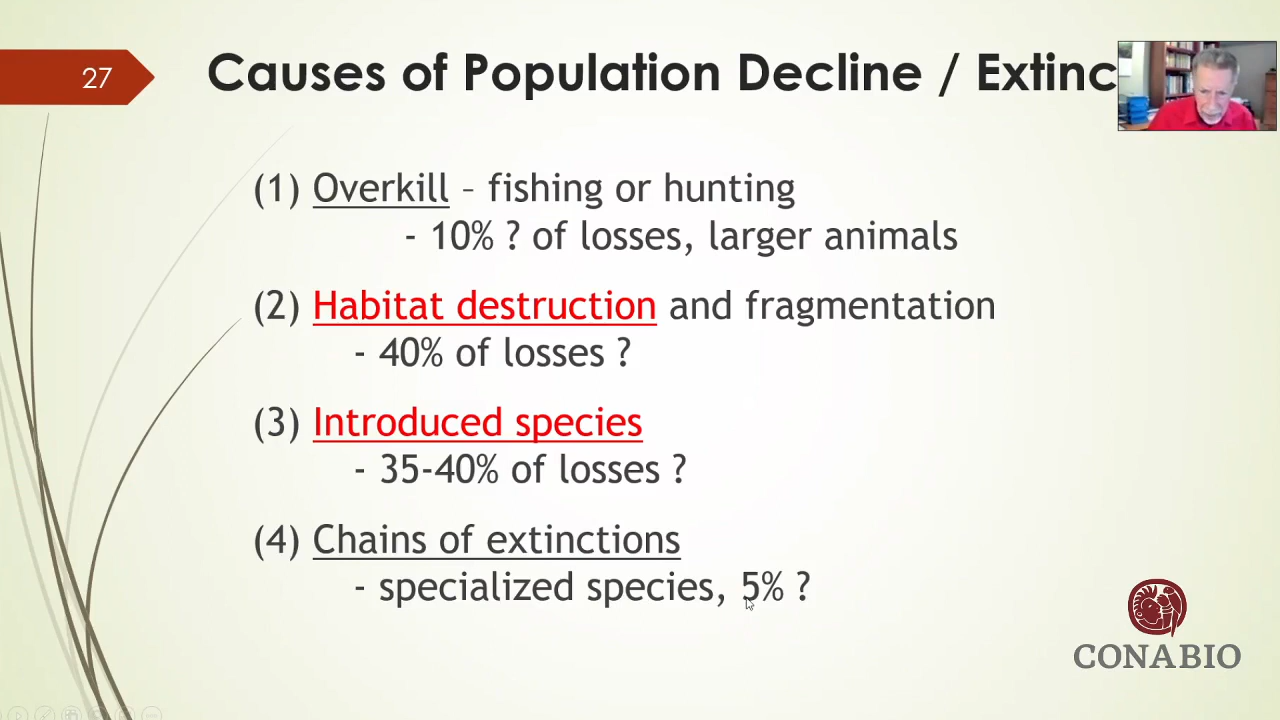 27
Causes of Population Decline / Extinc
(1) Overkill – fishing or hunting
- 10% ? of losses, larger animals
(2) Habitat destruction and fragmentation
- 40% of losses ?
(3) Introduced species
- 35-40% of losses ?
(4) Chains of extinctions
- specialized species, 5% ?
CONABIO